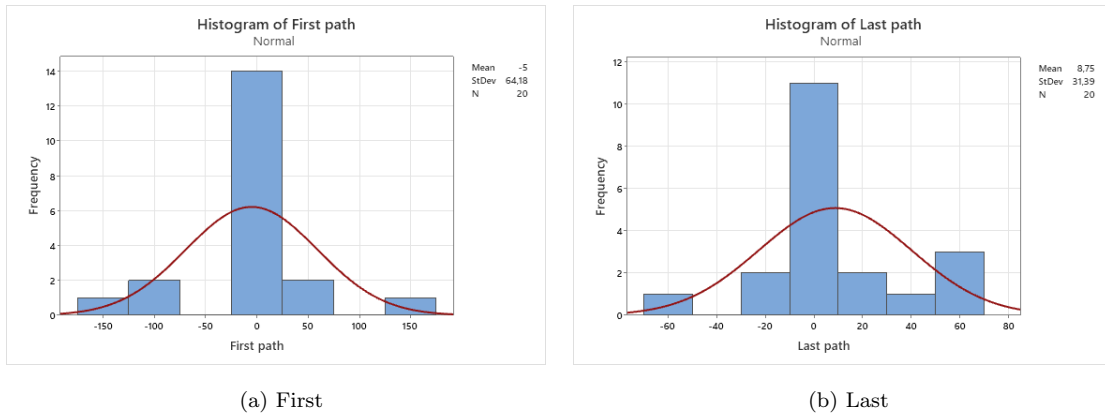 Histogram of First path
Normal
Mean -5
StDev 64,18
N 20
Frequency
14
12
10
8
6
4
2
0
-150 -100 -50 0 50 100 150
First path
(a) First
Histogram of Last path
Normal
Mean 8,75
StDev 31,39
N 20
Frequency
12
10
8
6
4
2
0
-60 -40 -20 0 20 40 60 80
Last path
(b) Last